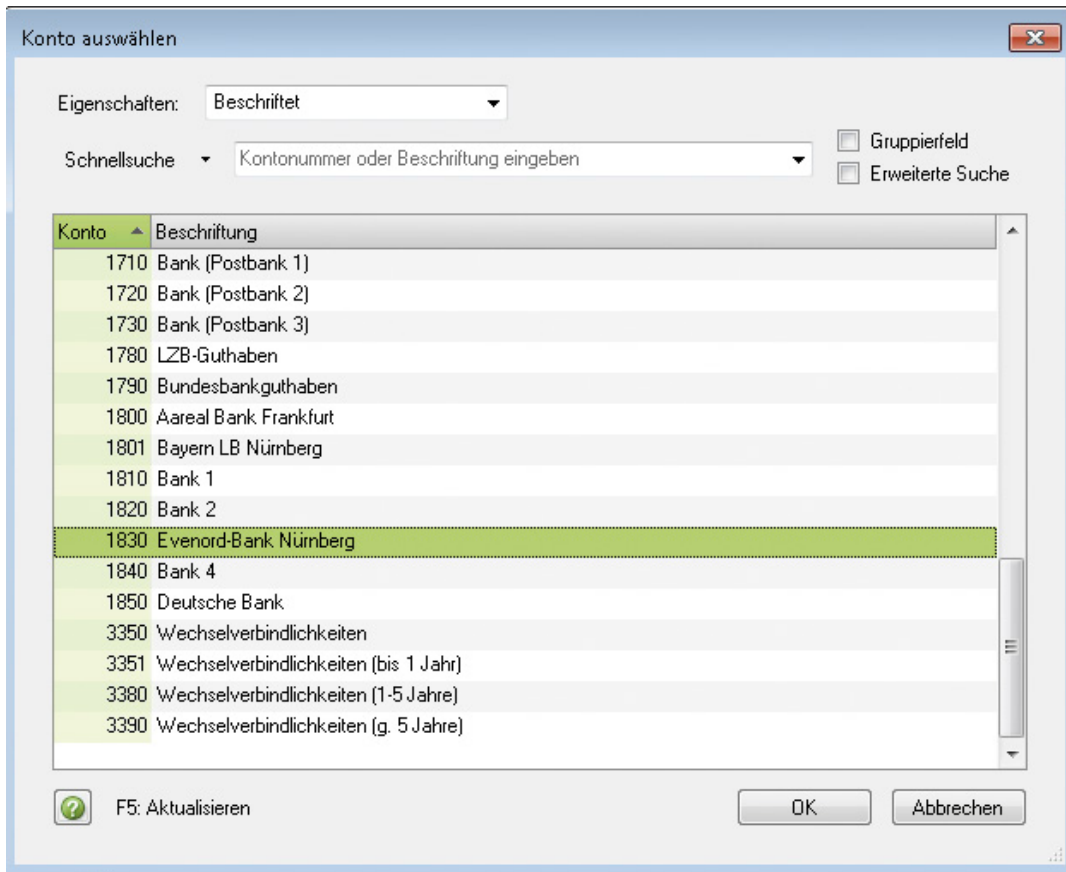 Konto auswählen
Eigenschaften: Beschriftet
Schnellsuche Kontonummer oder Beschriftung eingeben
Gruppierfeld
Erweiterte Suche
Konto Beschriftung
1710 Bank (Postbank 1)
1720 Bank (Postbank 2)
1730 Bank (Postbank 3)
1780 LZB-Guthaben
1790 Bundesbankguthaben
1800 Aareal Bank Frankfurt
1801 Bayern LB Nürnberg
1810 Bank 1
1820 Bank 2
1830 Evenord-Bank Nürnberg
1840 Bank 4
1850 Deutsche Bank
3350 Wechselverbindlichkeiten
3351 Wechselverbindlichkeiten (bis 1 Jahr)
3380 Wechselverbindlichkeiten (1-5 Jahre)
3390 Wechselverbindlichkeiten (g. 5 Jahre)
F5: Aktualisieren OK Abbrechen